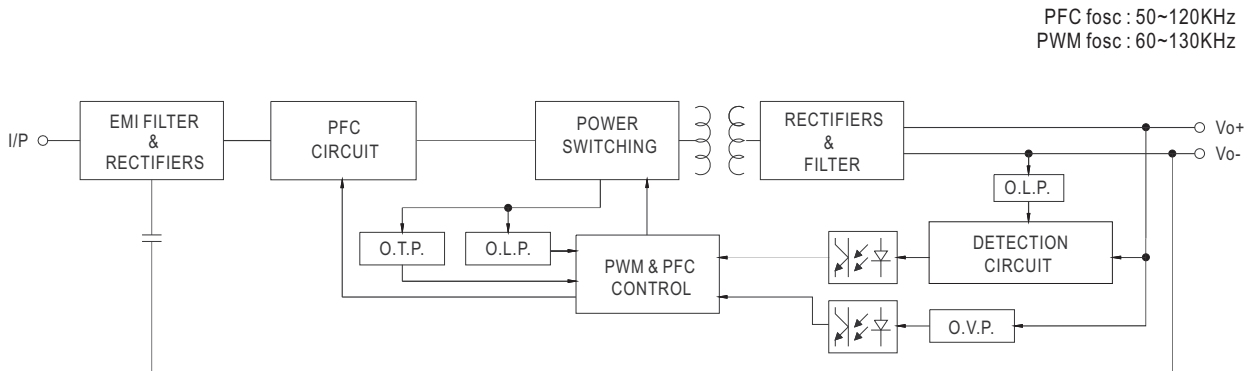 PFC fosc : 50~120KHz
PWM fosc : 60~130KHz
I/P
EMI FILTER
&
RECTIFIERS
PFC
CIRCUIT
POWER
SWITCHING
RECTIFIERS
&
FILTER
Vo+
Vo-
O.L.P.
O.T.P.
O.L.P.
PWM & PFC
CONTROL
DETECTION
CIRCUIT
O.V.P.